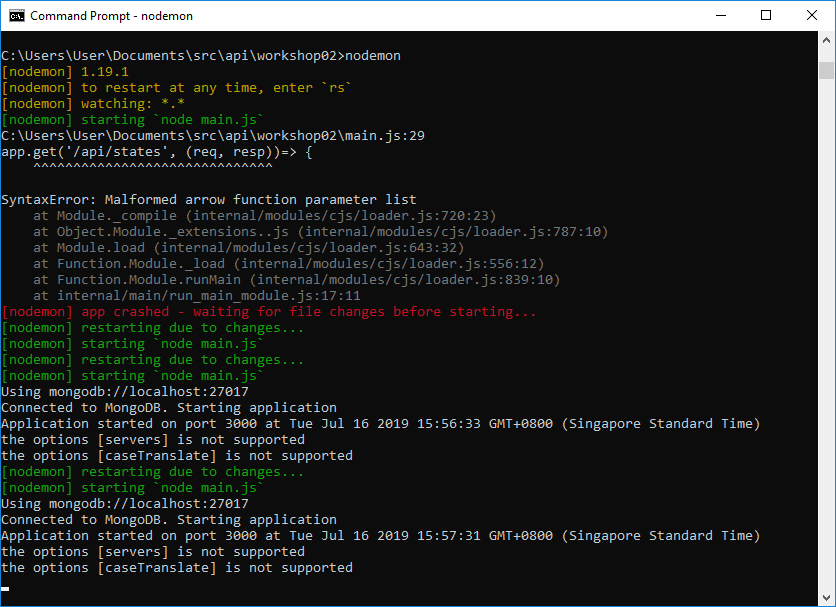 Command Prompt - nodemon
C:\Users\User\Documents\src\api\workshop02>nodemon
[nodemon] 1.19.1
[nodemon] to restart at any time, enter `rs`
[nodemon] watching: *.*
[nodemon] starting `node main.js`
C:\Users\User\Documents\src\api\workshop02\main.js:29
app.get('/api/states', (req, resp))=> {
    ^^^^^^^^^^^^^^^^^^^^^^^^^^^^^^
SyntaxError: Malformed arrow function parameter list
    at Module._compile (internal/modules/cjs/loader.js:720:23)
    at Object.Module._extensions..js (internal/modules/cjs/loader.js:787:10)
    at Module.load (internal/modules/cjs/loader.js:643:32)
    at Function.Module._load (internal/modules/cjs/loader.js:556:12)
    at Function.Module.runMain (internal/modules/cjs/loader.js:839:10)
    at internal/main/run_main_module.js:17:11
[nodemon] app crashed - waiting for file changes before starting...
[nodemon] restarting due to changes...
[nodemon] starting `node main.js`
[nodemon] restarting due to changes...
[nodemon] starting `node main.js`
Using mongodb://localhost:27017
Connected to MongoDB. Starting application
Application started on port 3000 at Tue Jul 16 2019 15:56:33 GMT+0800 (Singapore Standard Time)
the options [servers] is not supported
the options [caseTranslate] is not supported
[nodemon] restarting due to changes...
[nodemon] starting `node main.js`
Using mongodb://localhost:27017
Connected to MongoDB. Starting application
Application started on port 3000 at Tue Jul 16 2019 15:57:31 GMT+0800 (Singapore Standard Time)
the options [servers] is not supported
the options [caseTranslate] is not supported